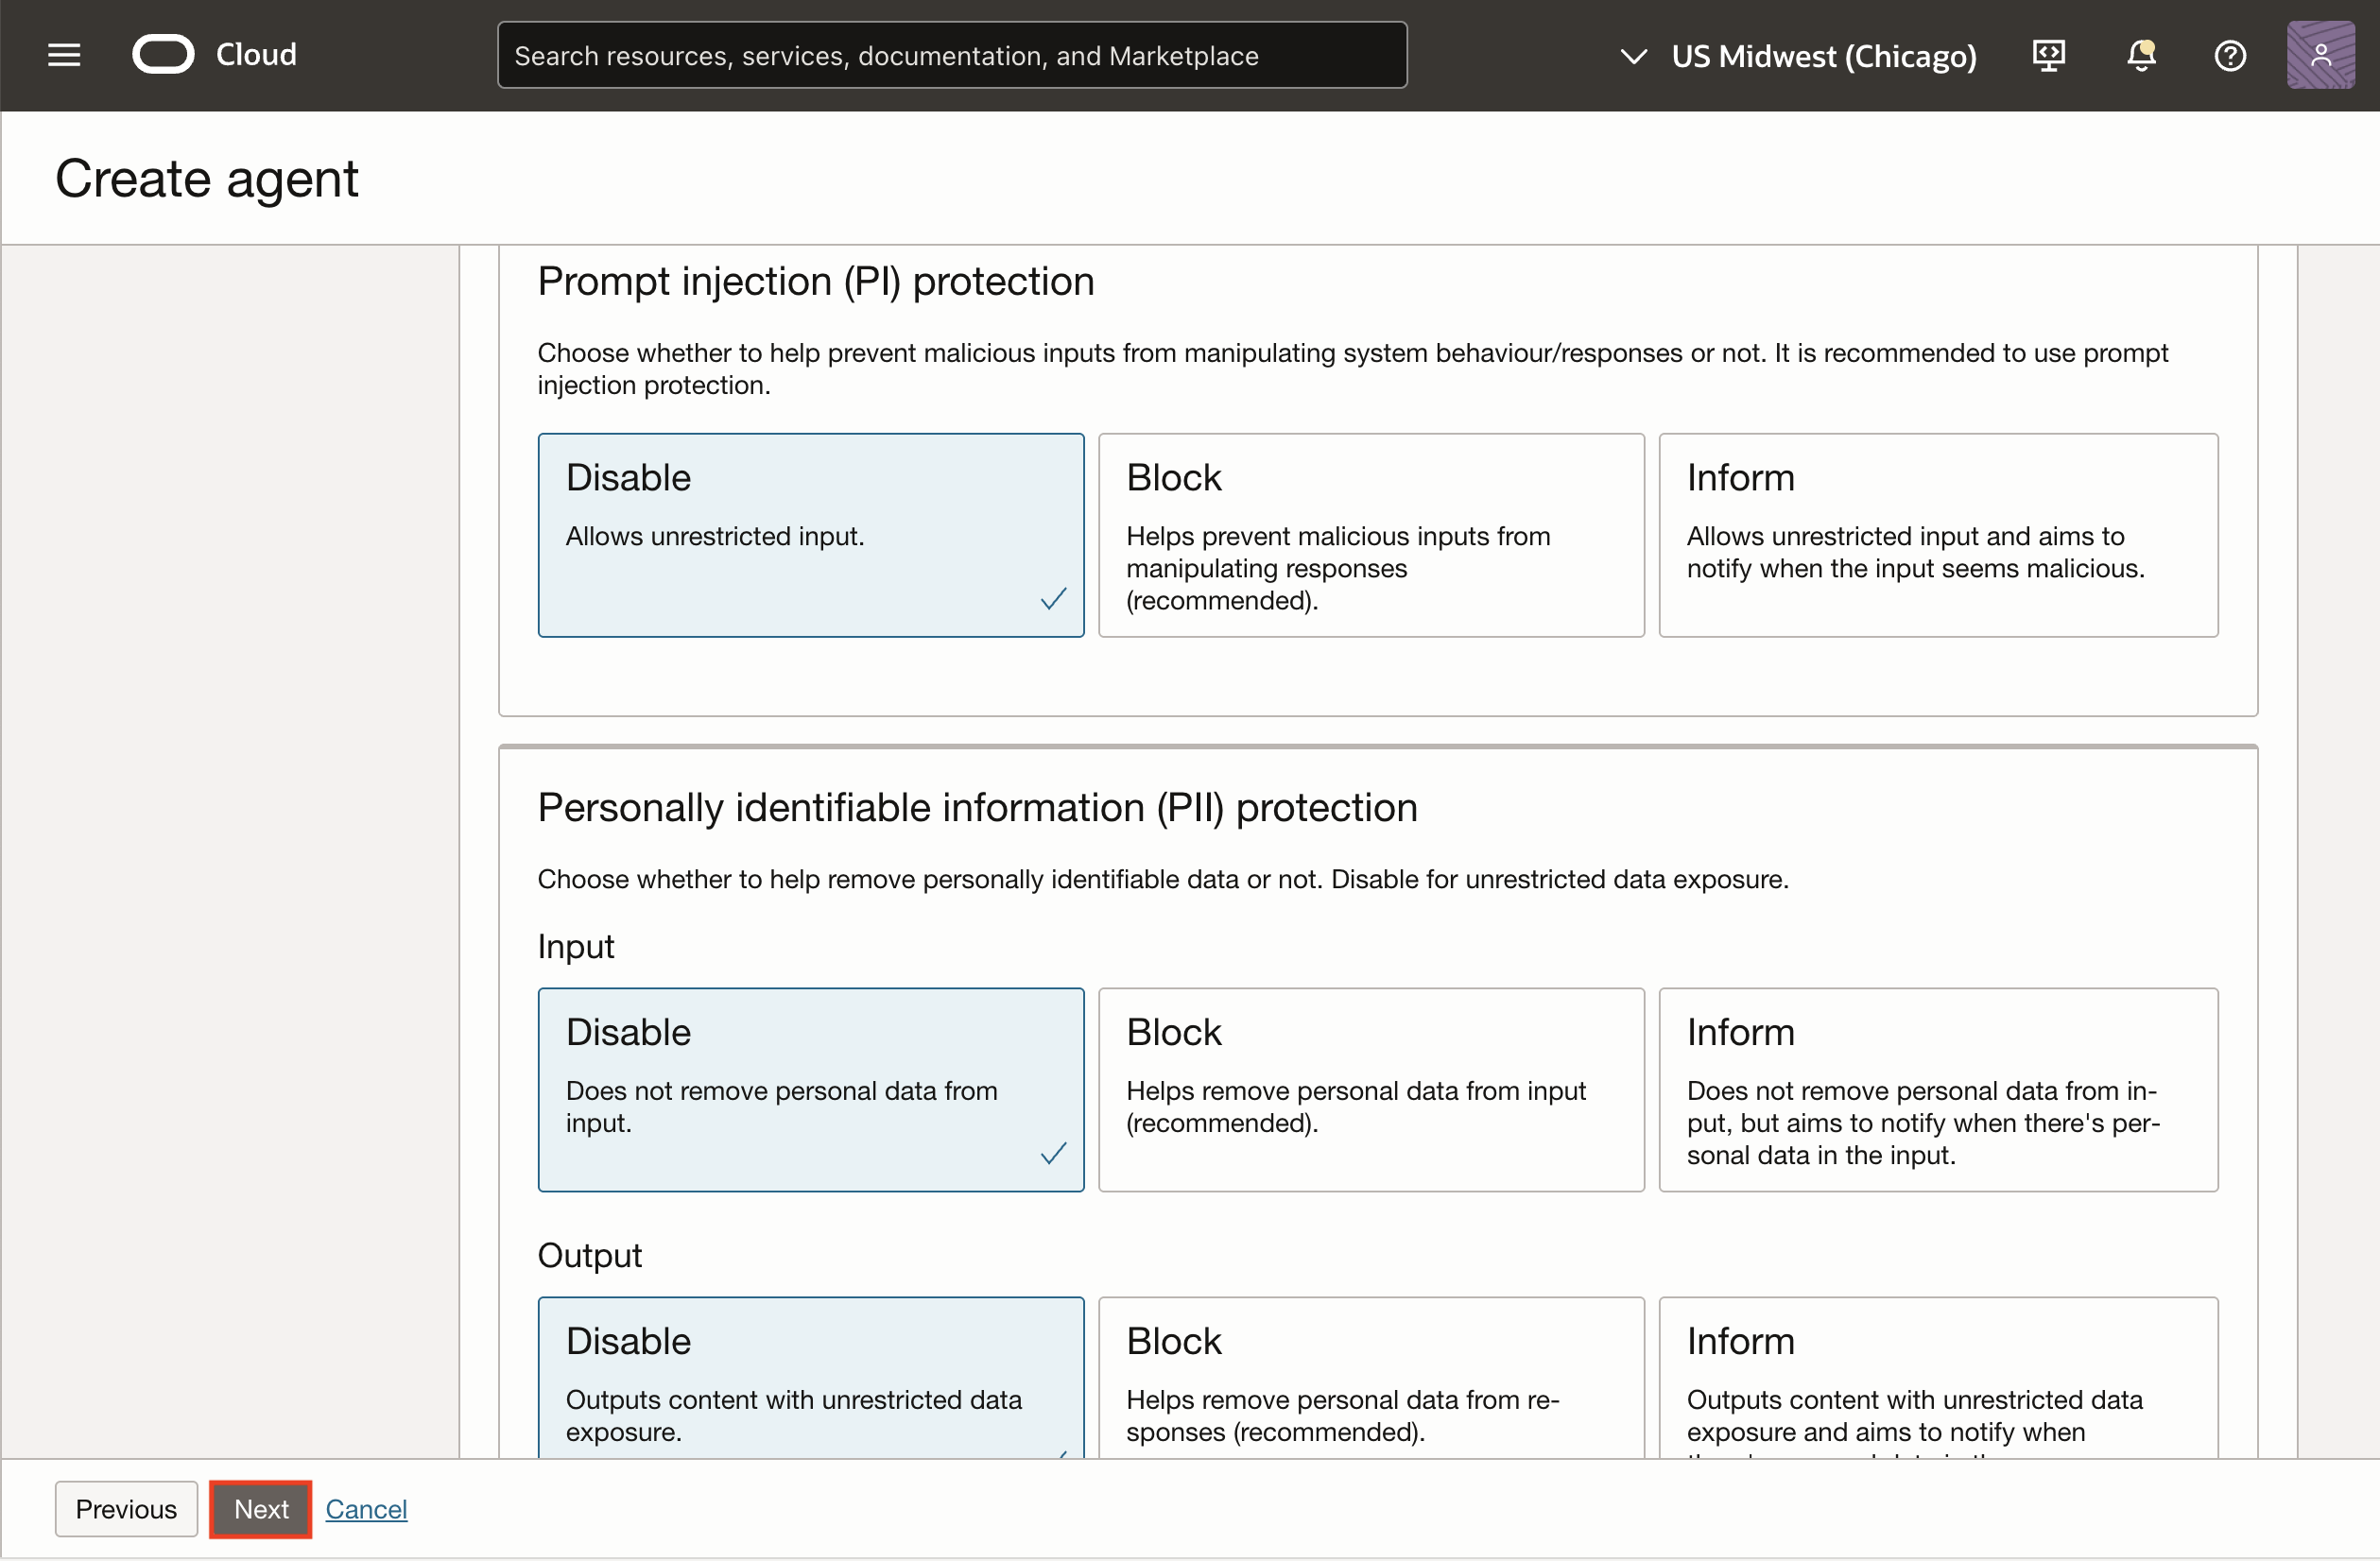 Cloud
Search resources, services, documentation, and Marketplace
US Midwest (Chicago)
Create agent
Prompt injection (PI) protection
Choose whether to help prevent malicious inputs from manipulating system behaviour/responses or not. It is recommended to use prompt
injection protection.
Disable
Allows unrestricted input.
Block
Helps prevent malicious inputs from
manipulating responses
(recommended).
Inform
Allows unrestricted input and aims to
notify when the input seems malicious.
Personally identifiable information (PII) protection
Choose whether to help remove personally identifiable data or not. Disable for unrestricted data exposure.
Input
Disable
Does not remove personal data from
input.
Block
Helps remove personal data from input
(recommended).
Inform
Does not remove personal data from in-
put, but aims to notify when there's per-
sonal data in the input.
Output
Disable
Outputs content with unrestricted data
exposure.
Block
Helps remove personal data from re-
sponses (recommended).
Inform
Outputs content with unrestricted data
exposure and aims to notify when
Previous
Next
Cancel